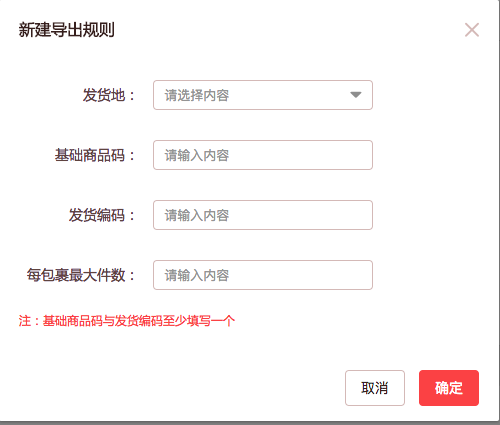 新建导出规则
发货地： 请选择内容
基础商品码： 请输入内容
发货编码： 请输入内容
每包裹最大件数： 请输入内容
注：基础商品码与发货编码至少填写一个
取消 确定